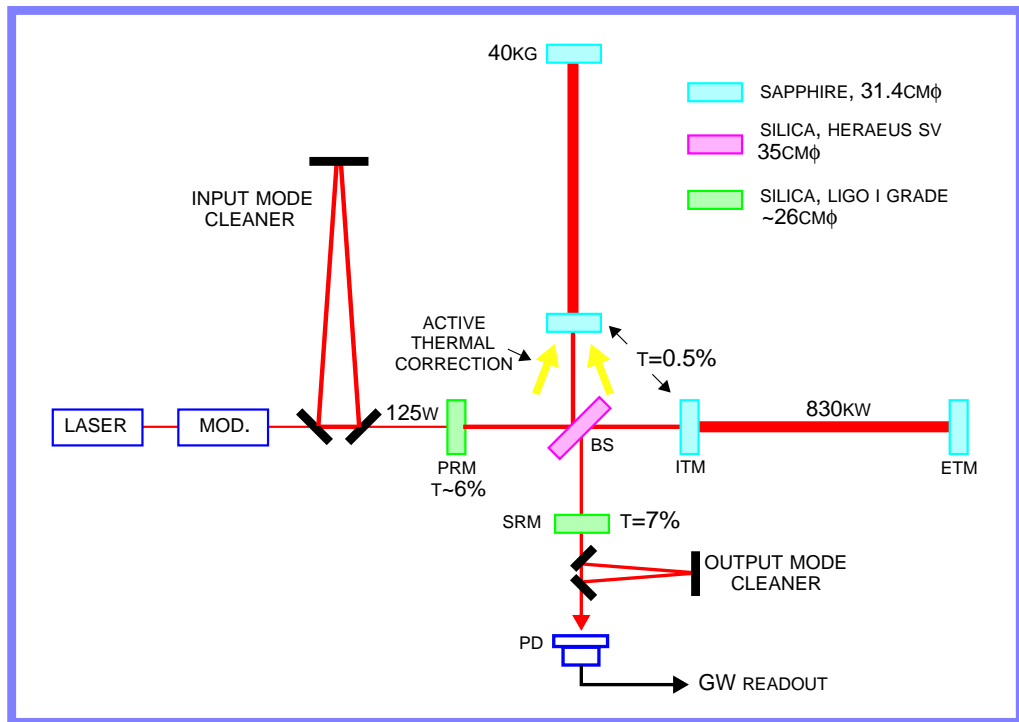 40KG
SAPPHIRE, 31.4CMϕ
SILICA, HERAEUS SV
35CMϕ
SILICA, LIGO I GRADE
~26CMϕ
INPUT MODE
CLEANER
ACTIVE
THERMAL
CORRECTION
T=0.5%
LASER
MOD.
125W
830KW
BS
PRM
T~6%
ITM
ETM
SRM
T=7%
OUTPUT MODE
CLEANER
PD
GW READOUT